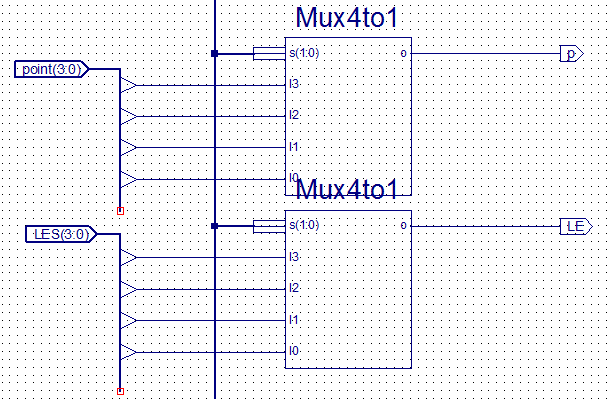 Mux4to1
s(1:0)
o
p
point(3:0)
I3
I2
I1
I0
Mux4to1
s(1:0)
o
LE
LES(3:0)
I3
I2
I1
I0